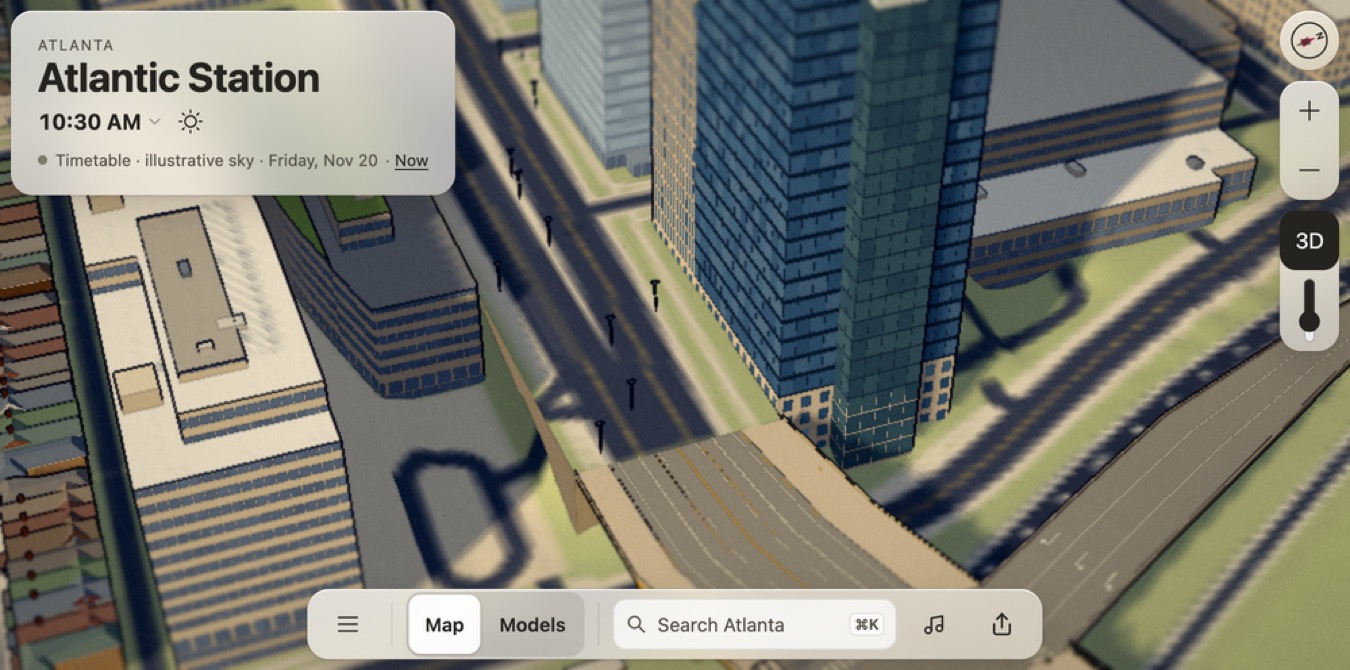 ATLANTA
Atlantic Station
10:30 AM
Timetable · illustrative sky · Friday, Nov 20 · Now
N
3D
Map
Models
Search Atlanta
⌘K